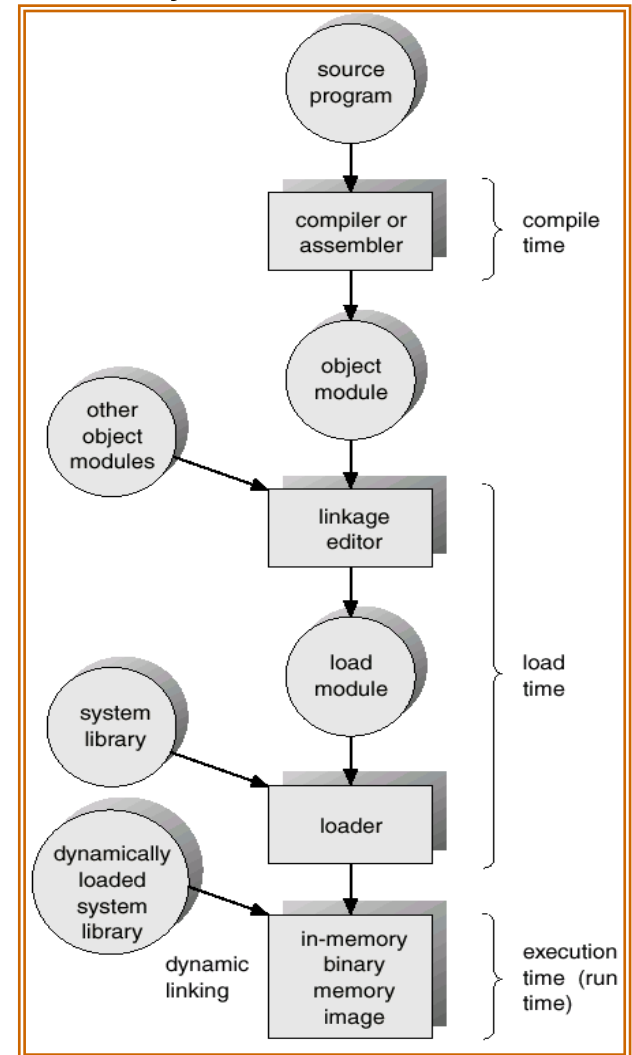 source
program
compiler or
assembler
compile
time
object
module
other
object
modules
linkage
editor
load
module
load
time
system
library
loader
dynamically
loaded
system
library
dynamic
linking
in-memory
binary
memory
image
execution
time (run
time)